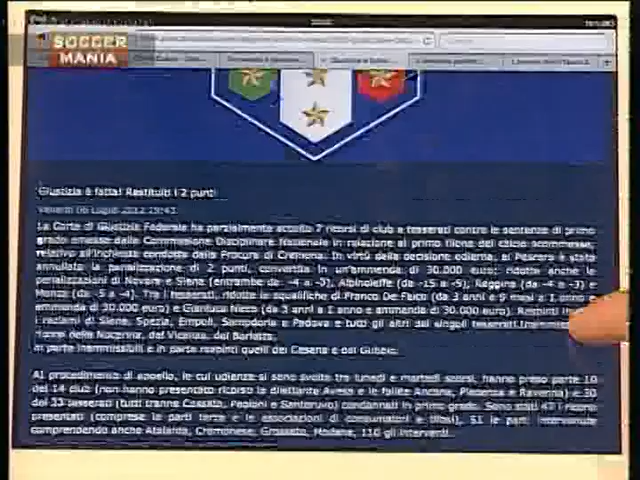 SOCCER
MANIA
Giustizia è fatta! Restituiti i 2 punti
Venerdì 06 Luglio 2012 19:43
La Corte di Giustizia Federale ha parzialmente accolto 7 ricorsi di club e tesserati contro le sentenze di primo
grado emesse dalla Commissione Disciplinare Nazionale in relazione al primo filone del calcio scommesse,
relativo all'inchiesta condotta dalla Procura di Cremona. In virtù della decisione odierna, al Pescara è stata
annullata la penalizzazione di 2 punti, convertita in un'ammenda di 30.000 euro; ridotte anche le
penalizzazioni di Novara e Siena (entrambe da -4 a -3), Albinoleffe (da -15 a -9), Reggina (da -4 a -3) e
Monza (da -5 a -4). Tra i tesserati, ridotte le squalifiche di Franco De Falco (da 3 anni e 9 mesi a 1 anno e
ammenda di 30.000 euro) e Gianluca Nicco (da 3 anni a 1 anno e ammenda di 30.000 euro). Respinti
i reclami di Siena, Spezia, Empoli, Sampdoria e Padova e tutti gli altri dei singoli tesserati.
ricorsi della Nocerina, del Vicenza, del
in parte inammissibili e in parte respinti quelli del Cesena e del Gubbio.
Al procedimento di appello, le cui udienze si sono svolte tra lunedì e martedì scorsi, hanno preso parte 10
dei 14 club (non hanno presentato ricorso la dilettante Avesa e le fallite Ancona, Piacenza e Ravenna) e 30
dei 33 tesserati (tutti tranne Cossato, Paoloni e Santoruvo) condannati in primo grado. Sono stati 47 i ricorsi
presentati (comprese le parti terze e le associazioni di consumatori e tifosi), 51 le parti intervenute
comprendendo anche Atalanta, Cremonese, Grosseto, Modena, 116 gli interventi.